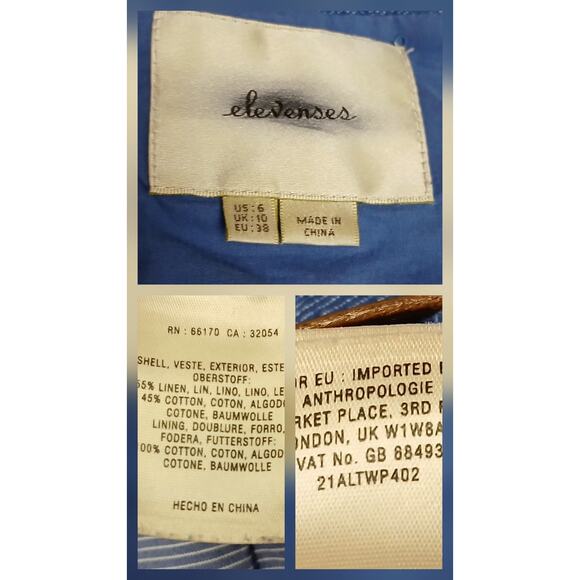 elevenses
US: 6
UK: 10
EU: 38
MADE IN
CHINA
RN: 66170 CA: 32054
SHELL, VESTE, EXTERIOR, ESTE
OBERSTOFF:
55% LINEN, LIN, LINO, LINO, LE
45% COTTON, COTON, ALGOD
COTONE, BAUMWOLLE
LINING, DOUBLURE, FORRO,
FODERA, FUTTERSTOFF:
100% COTTON, COTON, ALGOD
COTONE, BAUMWOLLE
HECHO EN CHINA
OR EU : IMPORTED
ANTHROPOLOGIE
RKET PLACE, 3RD
ONDON, UK W1W8A
VAT No. GB 68493
21ALTWP402